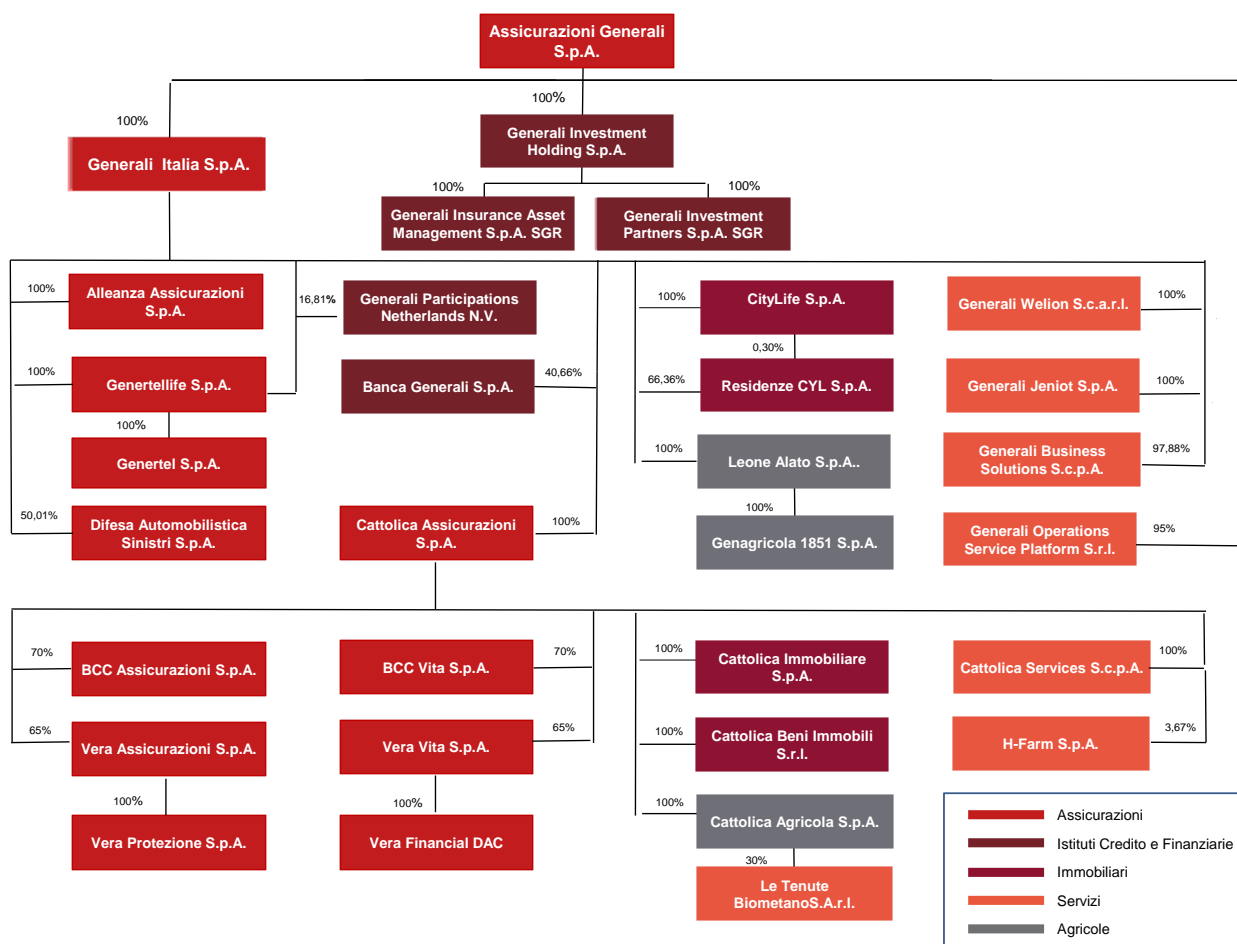 Assicurazioni Generali
S.p.A.
100%
100%
Generali Italia S.p.A.
Generali Investment
Holding S.p.A.
100%
100%
Generali Insurance Asset
Management S.p.A. SGR
Generali Investment
Partners S.p.A. SGR
100%
Alleanza Assicurazioni
S.p.A.
16,81%
Generali Participations
Netherlands N.V.
100%
CityLife S.p.A.
Generali Welion S.c.a.r.l.
100%
0,30%
100%
Genertellife S.p.A.
Banca Generali S.p.A.
40,66%
66,36%
Residenze CYL S.p.A.
Generali Jeniot S.p.A.
100%
100%
Genertel S.p.A.
100%
Leone Alato S.p.A..
Generali Business
Solutions S.c.p.A.
97,88%
100%
50,01%
Difesa Automobilistica
Sinistri S.p.A.
Cattolica Assicurazioni
S.p.A.
100%
Genagricola 1851 S.p.A.
Generali Operations
Service Platform S.r.l.
95%
70%
BCC Assicurazioni S.p.A.
BCC Vita S.p.A.
70%
100%
Cattolica Immobiliare
S.p.A.
Cattolica Services S.c.p.A.
100%
65%
Vera Assicurazioni S.p.A.
Vera Vita S.p.A.
65%
100%
Cattolica Beni Immobili
S.r.l.
H-Farm S.p.A.
3,67%
100%
Vera Protezione S.p.A.
100%
Vera Financial DAC
100%
Cattolica Agricola S.p.A.
30%
Le Tenute
BiometanoS.A.r.l.
Assicurazioni
Istituti Credito e Finanziarie
Immobiliari
Servizi
Agricole